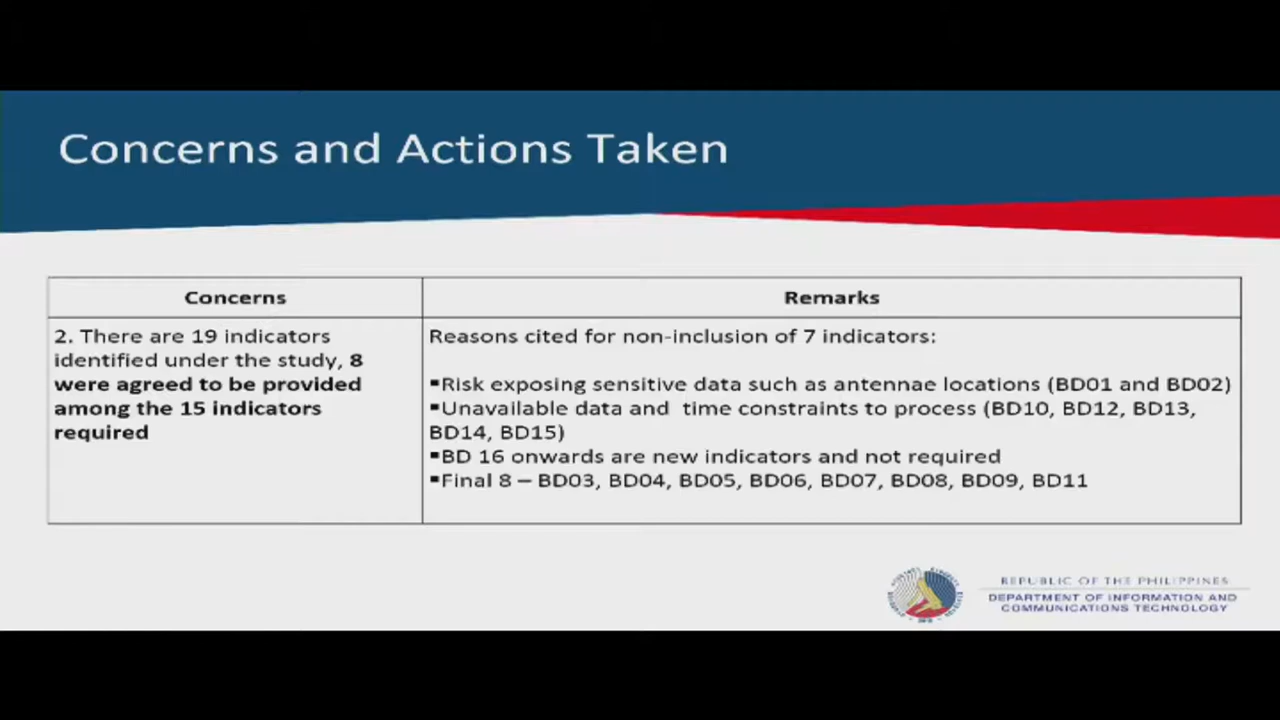 Concerns and Actions Taken
Concerns
Remarks
2. There are 19 indicators
identified under the study, 8
were agreed to be provided
among the 15 indicators
required
Reasons cited for non-inclusion of 7 indicators:
▪Risk exposing sensitive data such as antennae locations (BD01 and BD02)
▪Unavailable data and time constraints to process (BD10, BD12, BD13,
BD14, BD15)
▪BD 16 onwards are new indicators and not required
▪Final 8 – BD03, BD04, BD05, BD06, BD07, BD08, BD09, BD11
REPUBLIC OF THE PHILIPPINES
DEPARTMENT OF INFORMATION AND
COMMUNICATIONS TECHNOLOGY